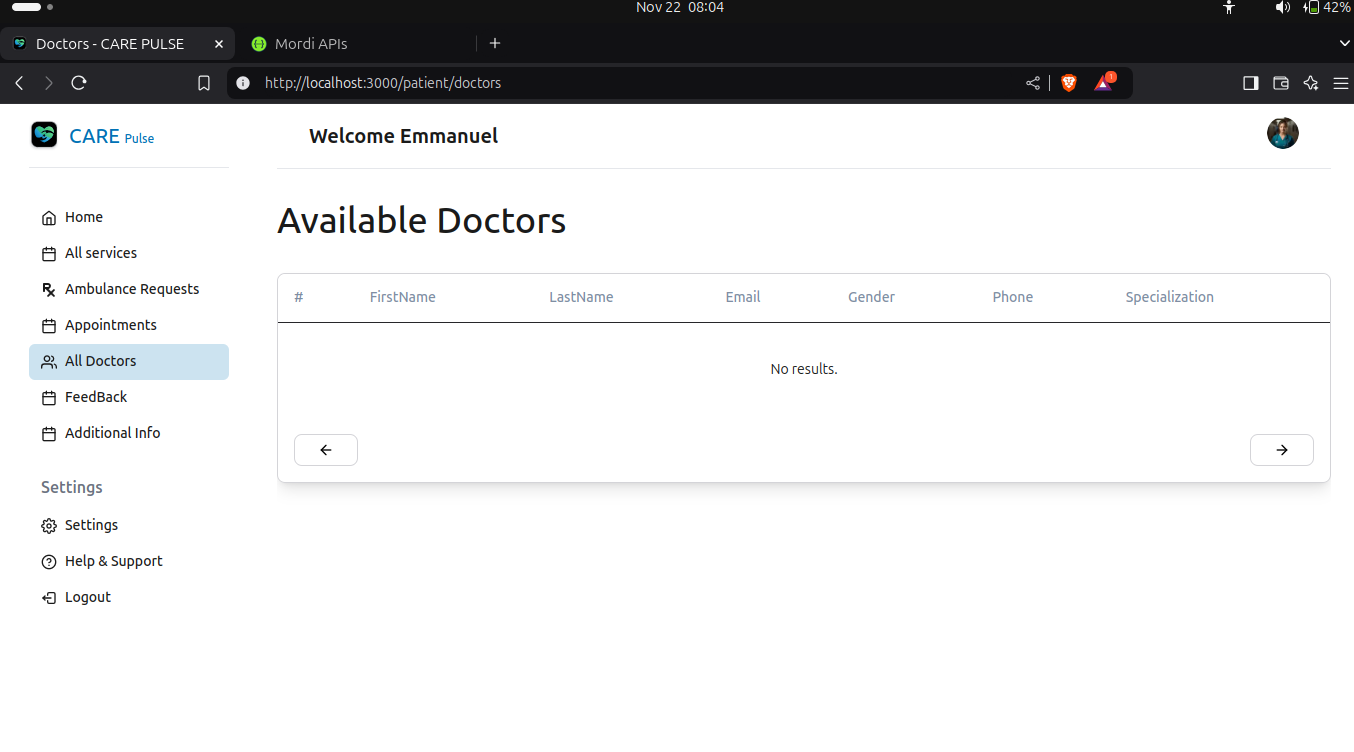 Nov 22 08:04
42%
Doctors - CARE PULSE
Mordi APIs
http://localhost:3000/patient/doctors
1
CARE Pulse
Welcome Emmanuel
Home
All services
Ambulance Requests
Appointments
All Doctors
FeedBack
Additional Info
Settings
Settings
Help & Support
Logout
Available Doctors
# FirstName LastName Email Gender Phone Specialization
No results.